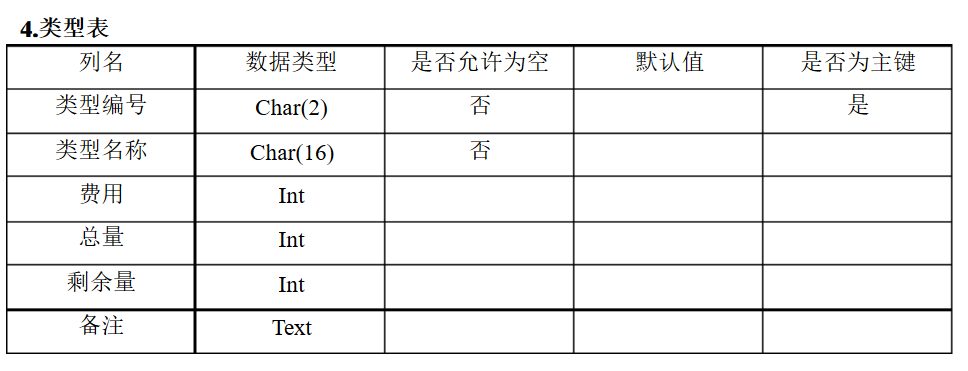 4.类型表
列名 数据类型 是否允许为空 默认值 是否为主键
类型编号 Char(2) 否 是
类型名称 Char(16) 否
费用 Int
总量 Int
剩余量 Int
备注 Text